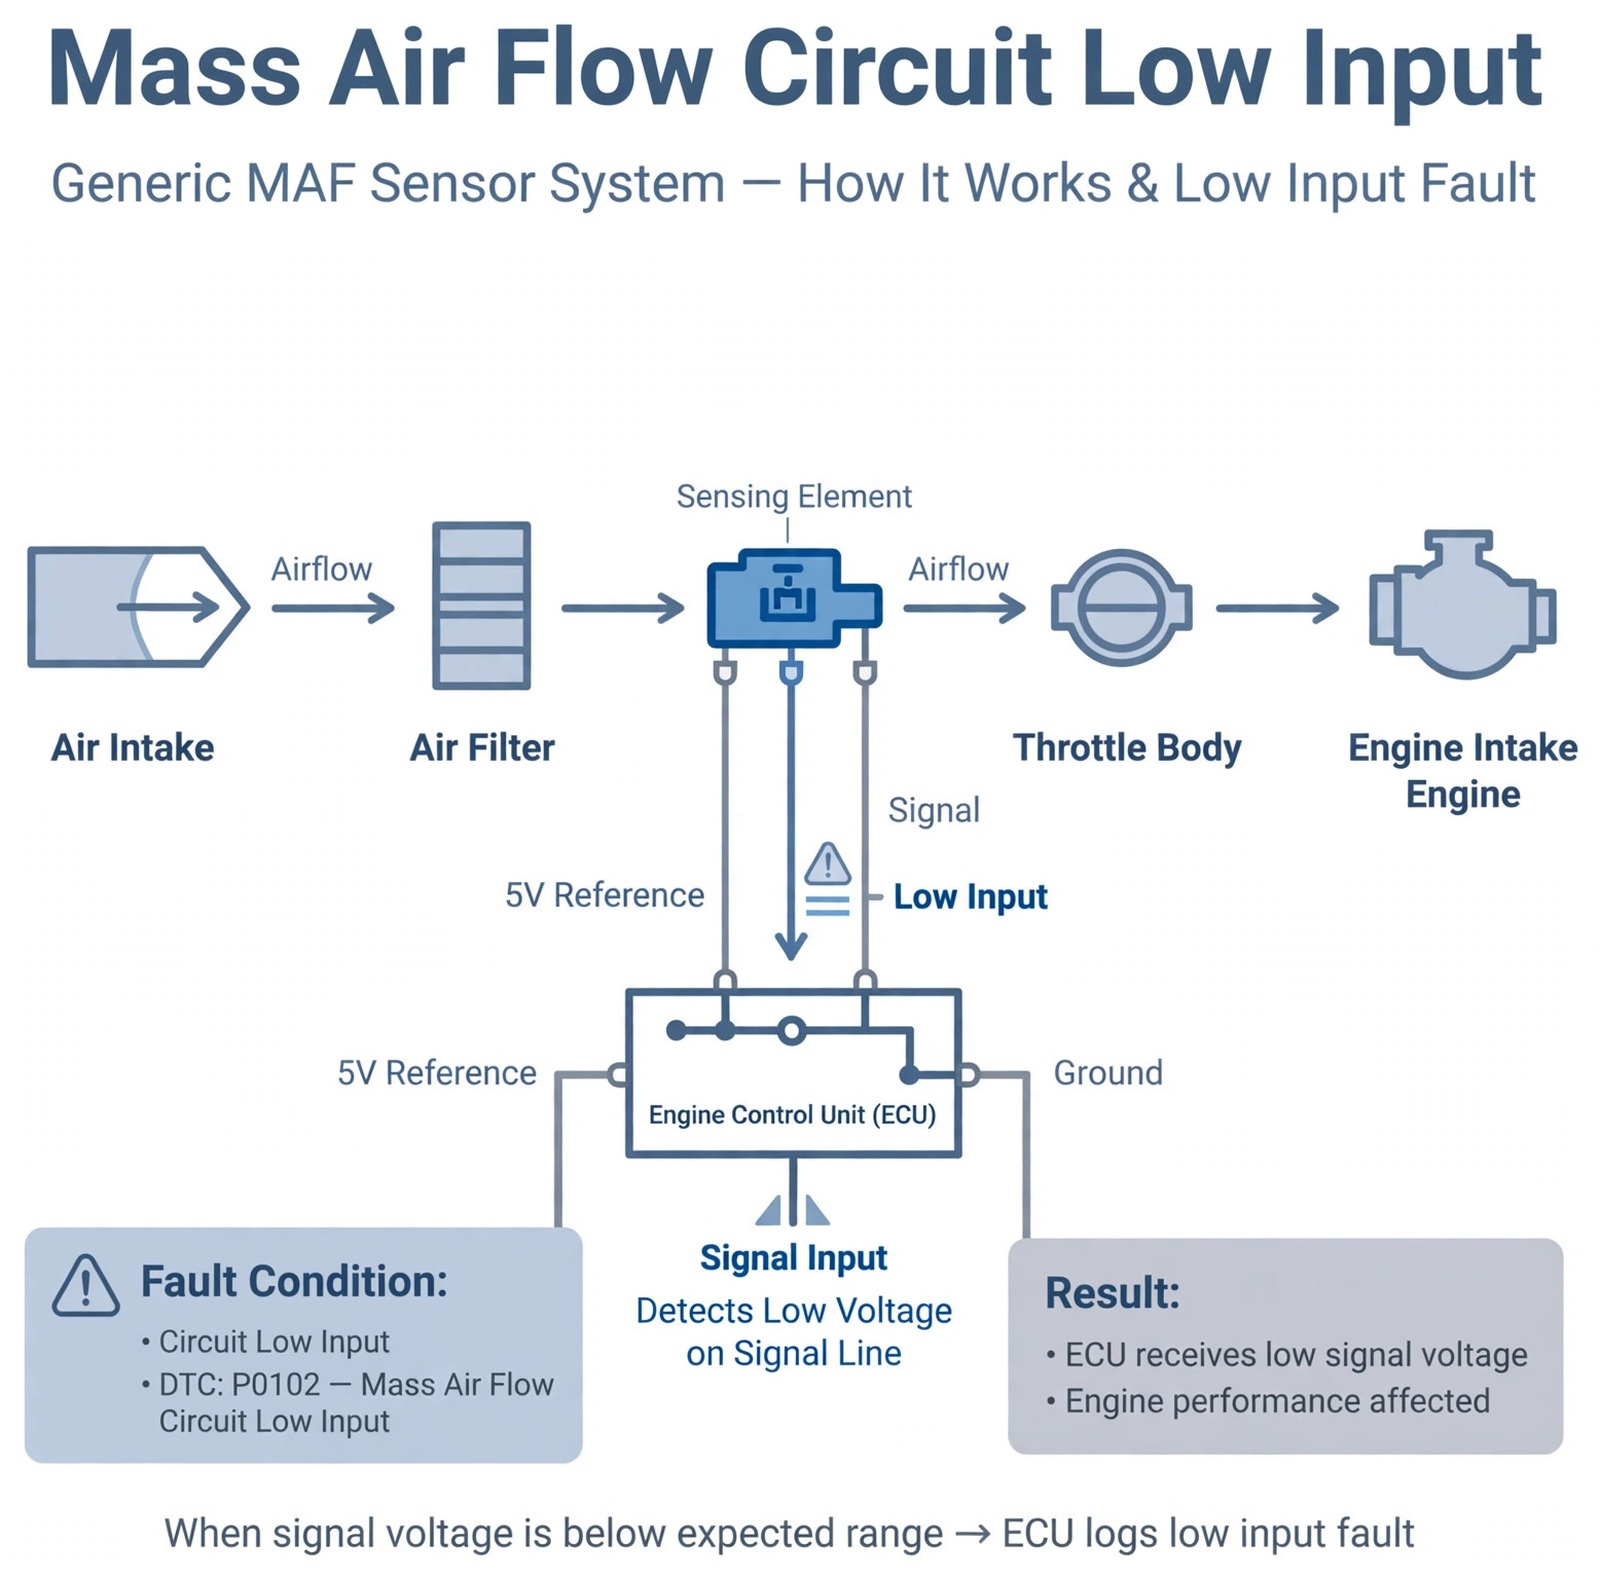 Mass Air Flow Circuit Low Input
Generic MAF Sensor System — How It Works & Low Input Fault
Sensing Element
Airflow
Airflow
Air Intake
Air Filter
Throttle Body
Engine Intake
Engine
Signal
5V Reference
Low Input
5V Reference
Ground
Engine Control Unit (ECU)
Signal Input
Detects Low Voltage
on Signal Line
Fault Condition:
• Circuit Low Input
• DTC: P0102 — Mass Air Flow
Circuit Low Input
Result:
• ECU receives low signal voltage
• Engine performance affected
When signal voltage is below expected range → ECU logs low input fault